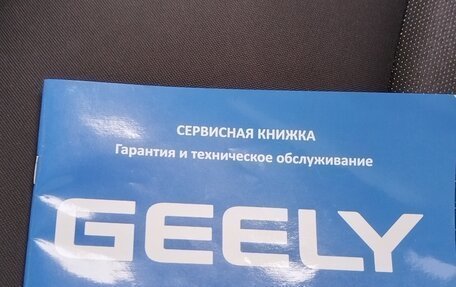 СЕРВИСНАЯ КНИЖКА
Гарантия и техническое обслуживание
GEELY